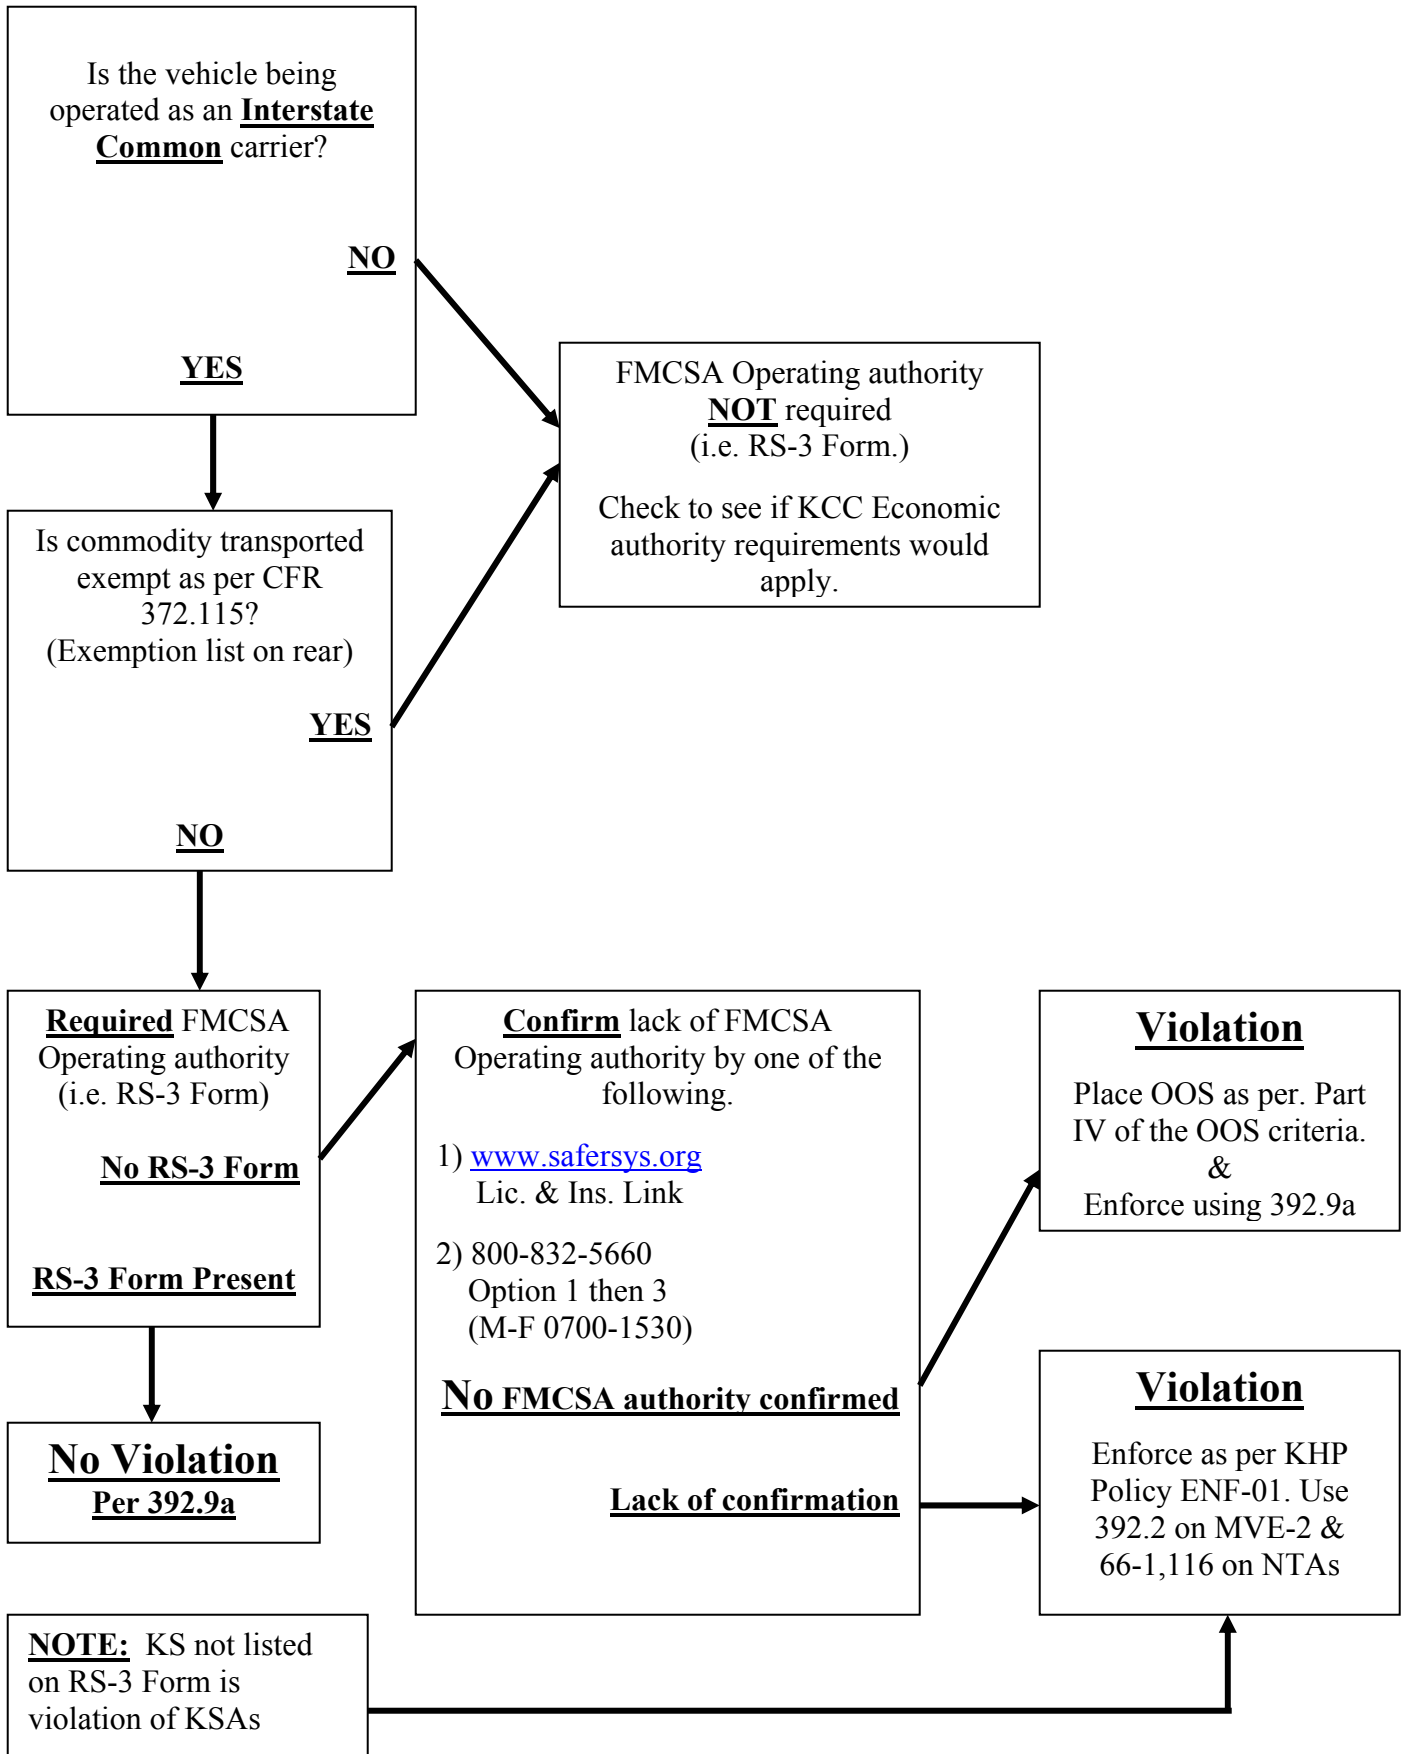 Is the vehicle being
operated as an Interstate
Common carrier?
NO
YES
FMCSA Operating authority
NOT required
(i.e. RS-3 Form.)
Check to see if KCC Economic
authority requirements would
apply.
Is commodity transported
exempt as per CFR
372.115?
(Exemption list on rear)
YES
NO
Required FMCSA
Operating authority
(i.e. RS-3 Form)
No RS-3 Form
RS-3 Form Present
Confirm lack of FMCSA
Operating authority by one of the
following.
1) www.safersys.org
Lic. & Ins. Link
2) 800-832-5660
Option 1 then 3
(M-F 0700-1530)
No FMCSA authority confirmed
Lack of confirmation
Violation
Place OOS as per. Part
IV of the OOS criteria.
&
Enforce using 392.9a
Violation
Enforce as per KHP
Policy ENF-01. Use
392.2 on MVE-2 &
66-1,116 on NTAs
No Violation
Per 392.9a
NOTE: KS not listed
on RS-3 Form is
violation of KSAs